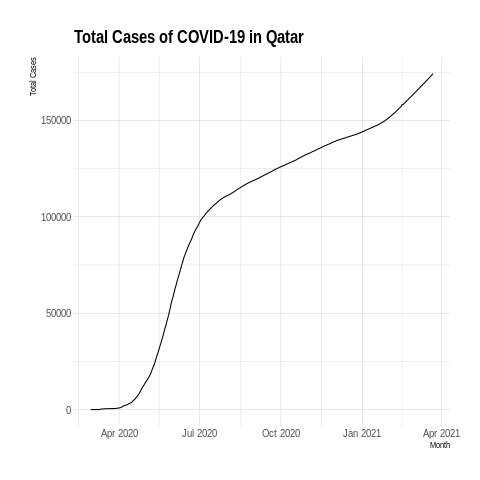 Total Cases of COVID-19 in Qatar
Total Cases
150000
100000
50000
0
Apr 2020 Jul 2020 Oct 2020 Jan 2021 Apr 2021
Month